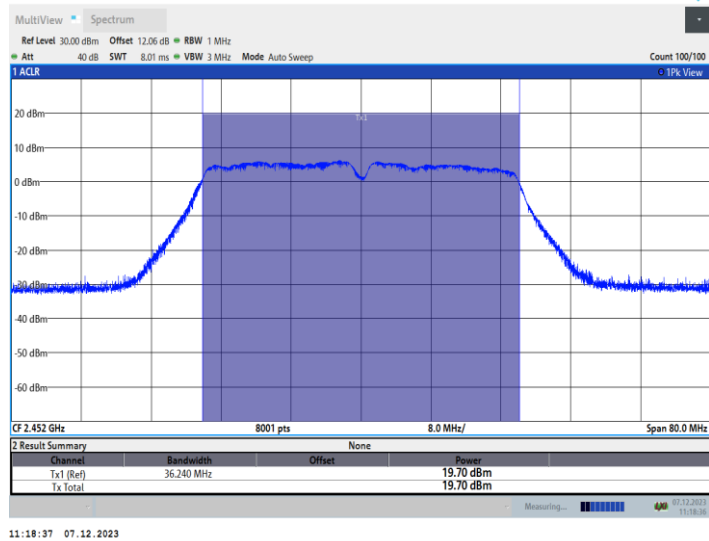 MultiView Spectrum
Ref Level 30.00 dBm Offset 12.06 dB RBW 1 MHz
Att 40 dB SWT 8.01 ms VBW 3 MHz Mode Auto Sweep Count 100/100
1 ACLR 1Pk View
Tx1
20 dBm
10 dBm
0 dBm
-10 dBm
-20 dBm
-30 dBm
-40 dBm
-50 dBm
-60 dBm
CF 2.452 GHz 8001 pts 8.0 MHz/ Span 80.0 MHz
2 Result Summary None
Channel Bandwidth Offset Power
Tx1 (Ref) 36.240 MHz 19.70 dBm
Tx Total 19.70 dBm
Measuring... 07.12.2023
11:18:36
11:18:37 07.12.2023